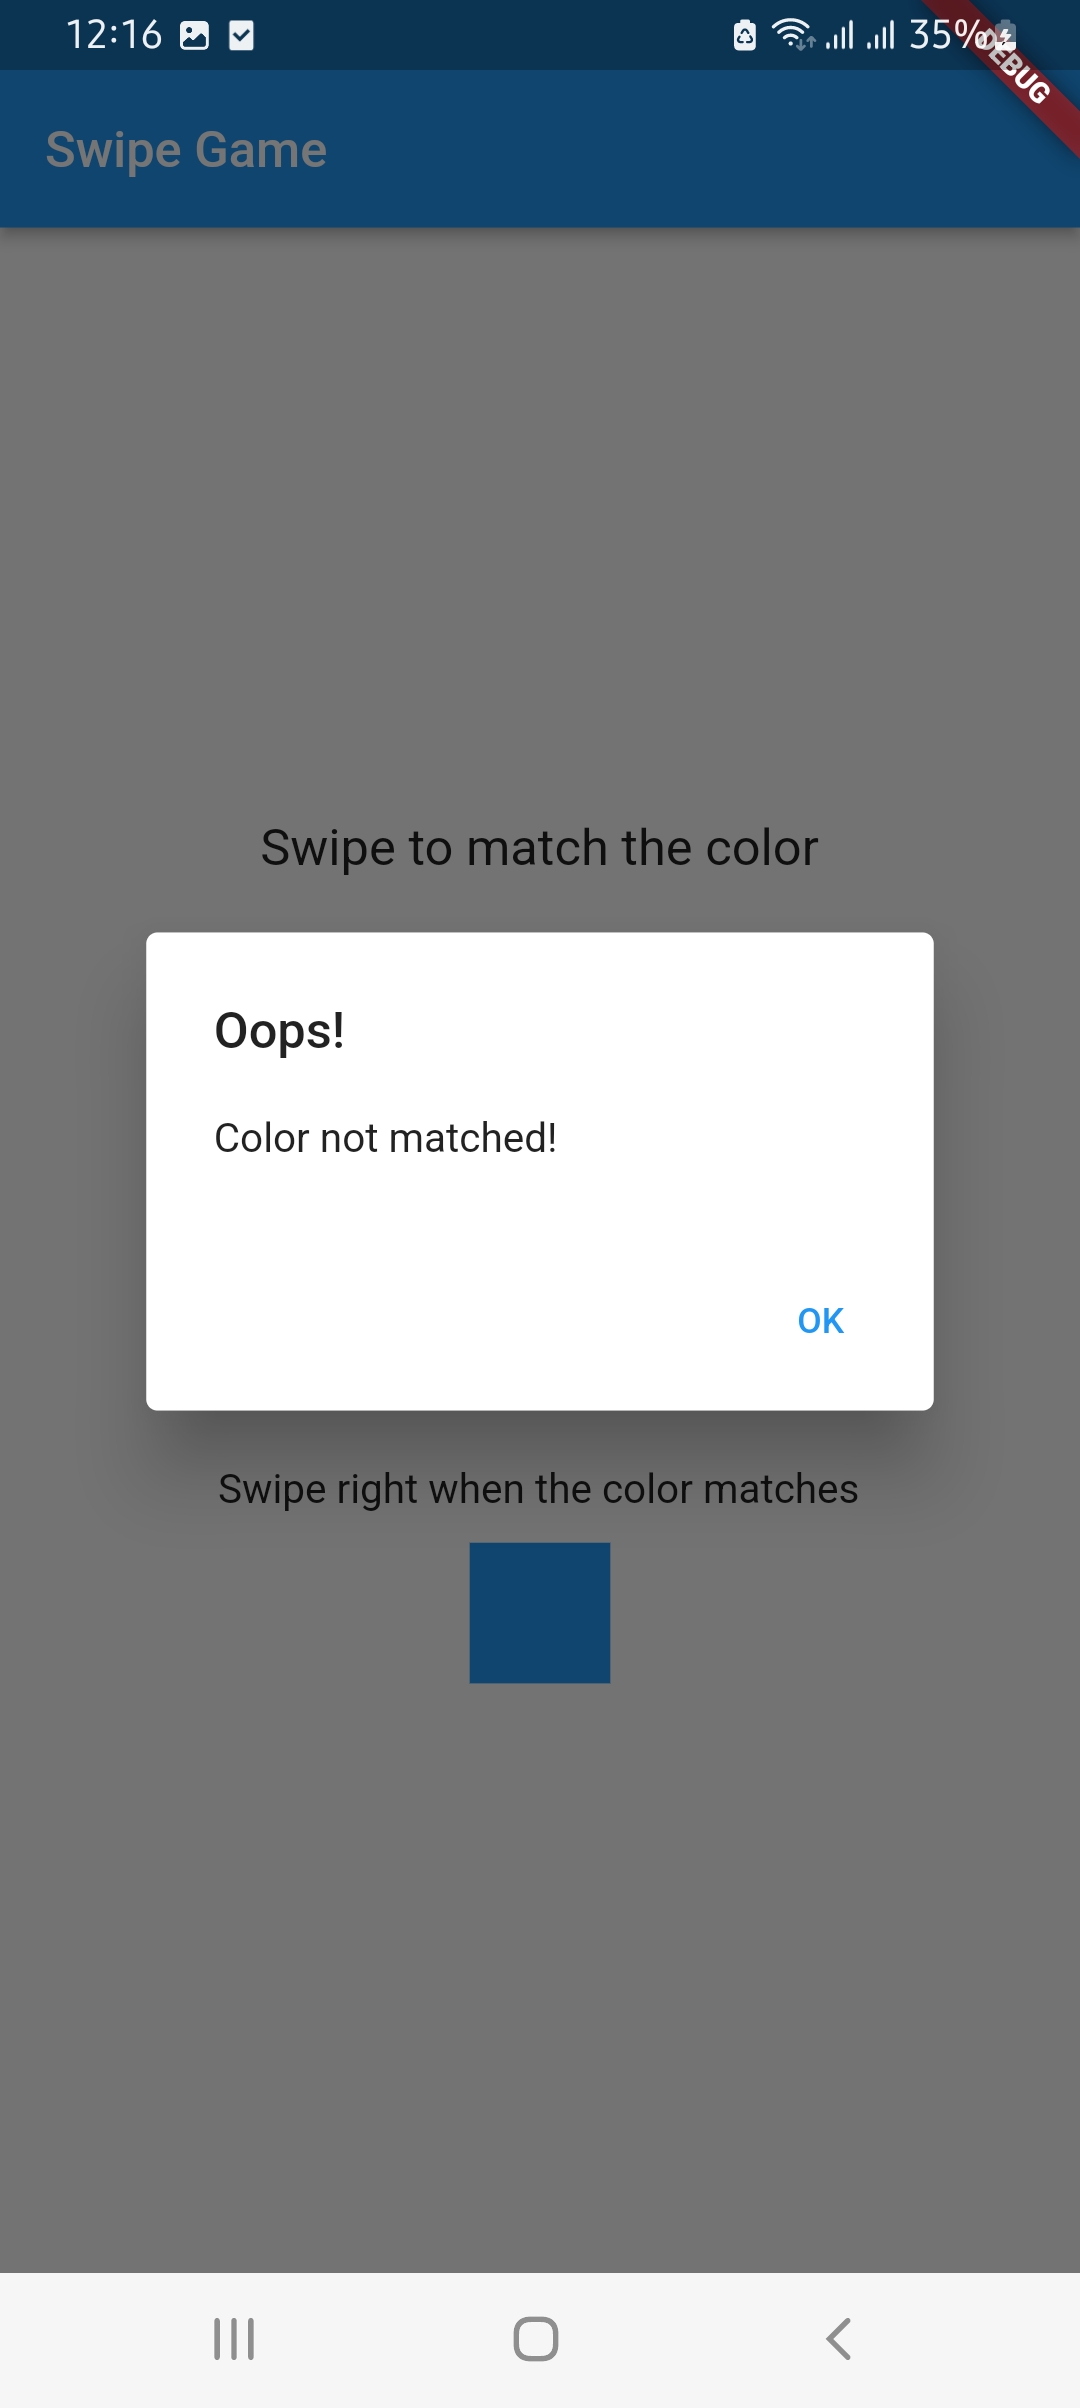 12:16
35%
DEBUG
Swipe Game
Swipe to match the color
Oops!
Color not matched!
OK
Swipe right when the color matches